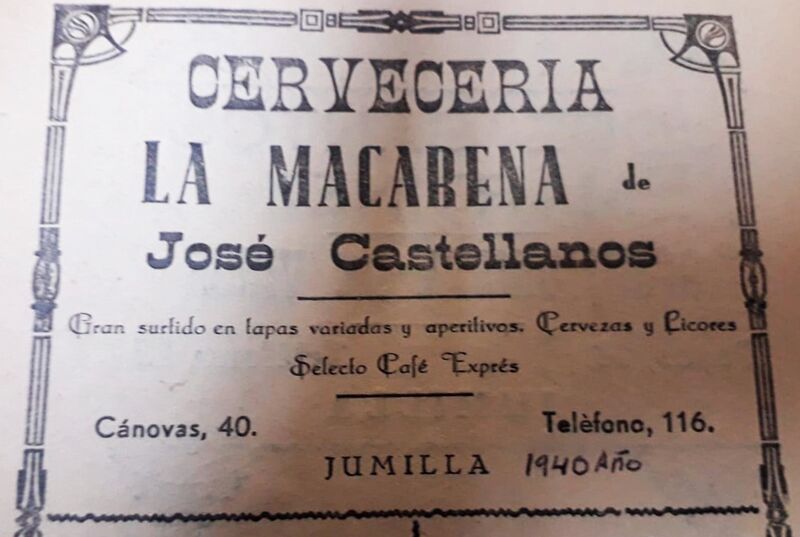 CERVECERIA
LA MACARENA de
José Castellanos
Gran surtido en tapas variadas y aperitivos. Cervezas y Licores
Selecto Café Exprés
Cánovas, 40. Telèfono, 116.
JUMILLA 1940 Año